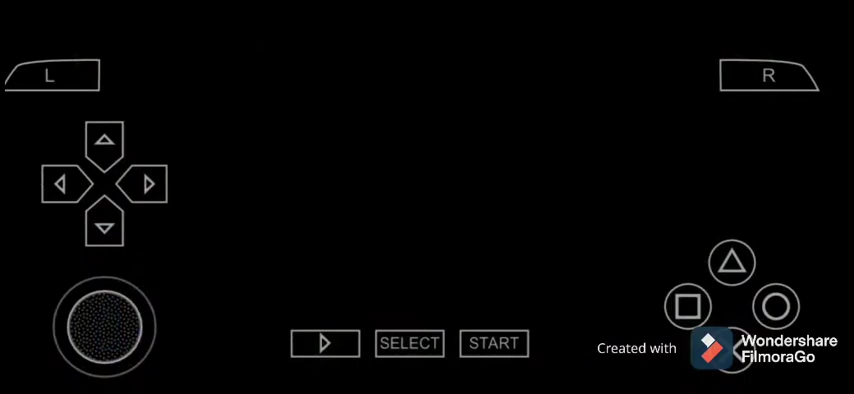 L
R
SELECT
START
Created with
Wondershare
FilmoraGo